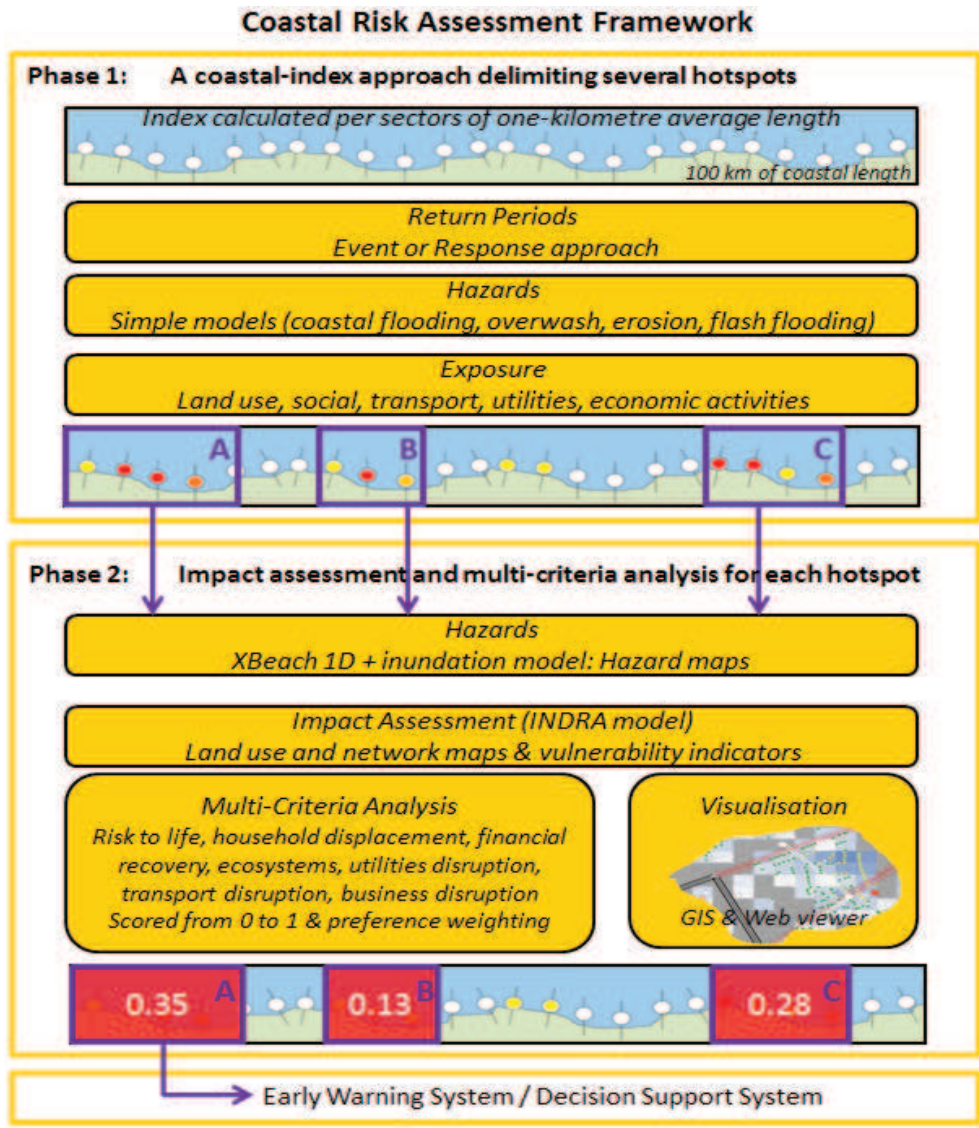 Coastal Risk Assessment Framework
Phase 1: A coastal-index approach delimiting several hotspots
Index calculated per sectors of one-kilometre average length
100 km of coastal length
Return Periods
Event or Response approach
Hazards
Simple models (coastal flooding, overwash, erosion, flash flooding)
Exposure
Land use, social, transport, utilities, economic activities
A B C
Phase 2: Impact assessment and multi-criteria analysis for each hotspot
Hazards
XBeach 1D + inundation model: Hazard maps
Impact Assessment (INDRA model)
Land use and network maps & vulnerability indicators
Multi-Criteria Analysis
Risk to life, household displacement, financial
recovery, ecosystems, utilities disruption,
transport disruption, business disruption
Scored from 0 to 1 & preference weighting
Visualisation
GIS & Web viewer
0.35 A 0.13 B 0.28 C
Early Warning System / Decision Support System